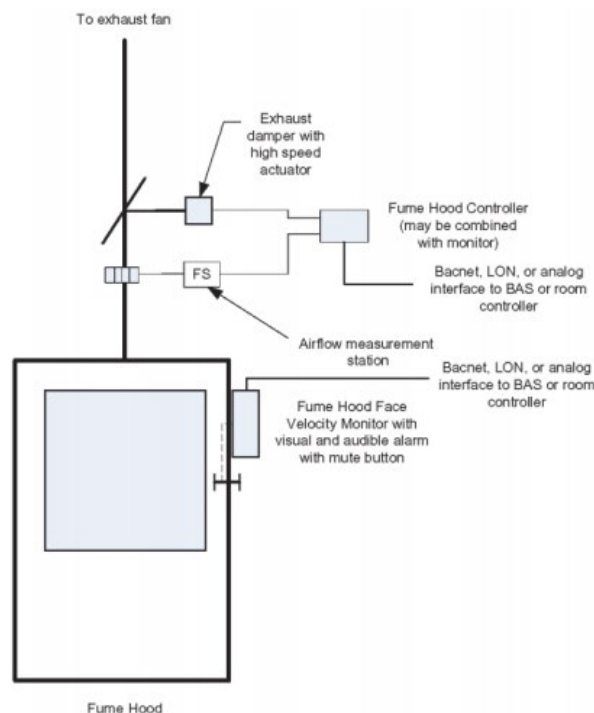 To exhaust fan
Exhaust
damper with
high speed
actuator
Fume Hood Controller
(may be combined
with monitor)
Bacnet, LON, or analog
interface to BAS or room
controller
FS
Airflow measurement
station
Bacnet, LON, or analog
interface to BAS or room
controller
Fume Hood Face
Velocity Monitor with
visual and audible alarm
with mute button
Fume Hood